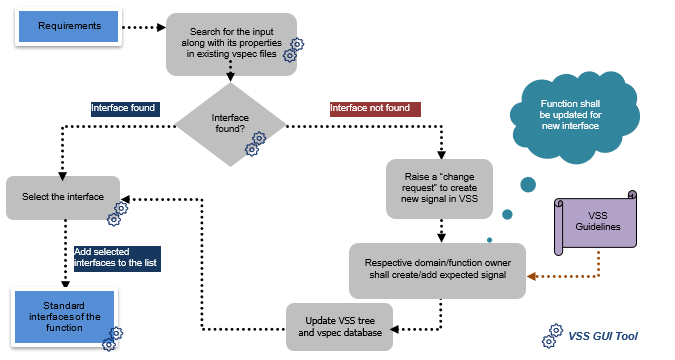 Requirements
Search for the input
along with its properties
in existing vspec files
Interface found
Interface not found
Interface
found?
Function shall
be updated for
new interface
Raise a "change
request" to create
new signal in VSS
Select the interface
VSS
Guidelines
Add selected
interfaces to the list
Respective domain/function owner
shall create/add expected signal
Standard
interfaces of the
function
Update VSS tree
and vspec database
VSS GUI Tool